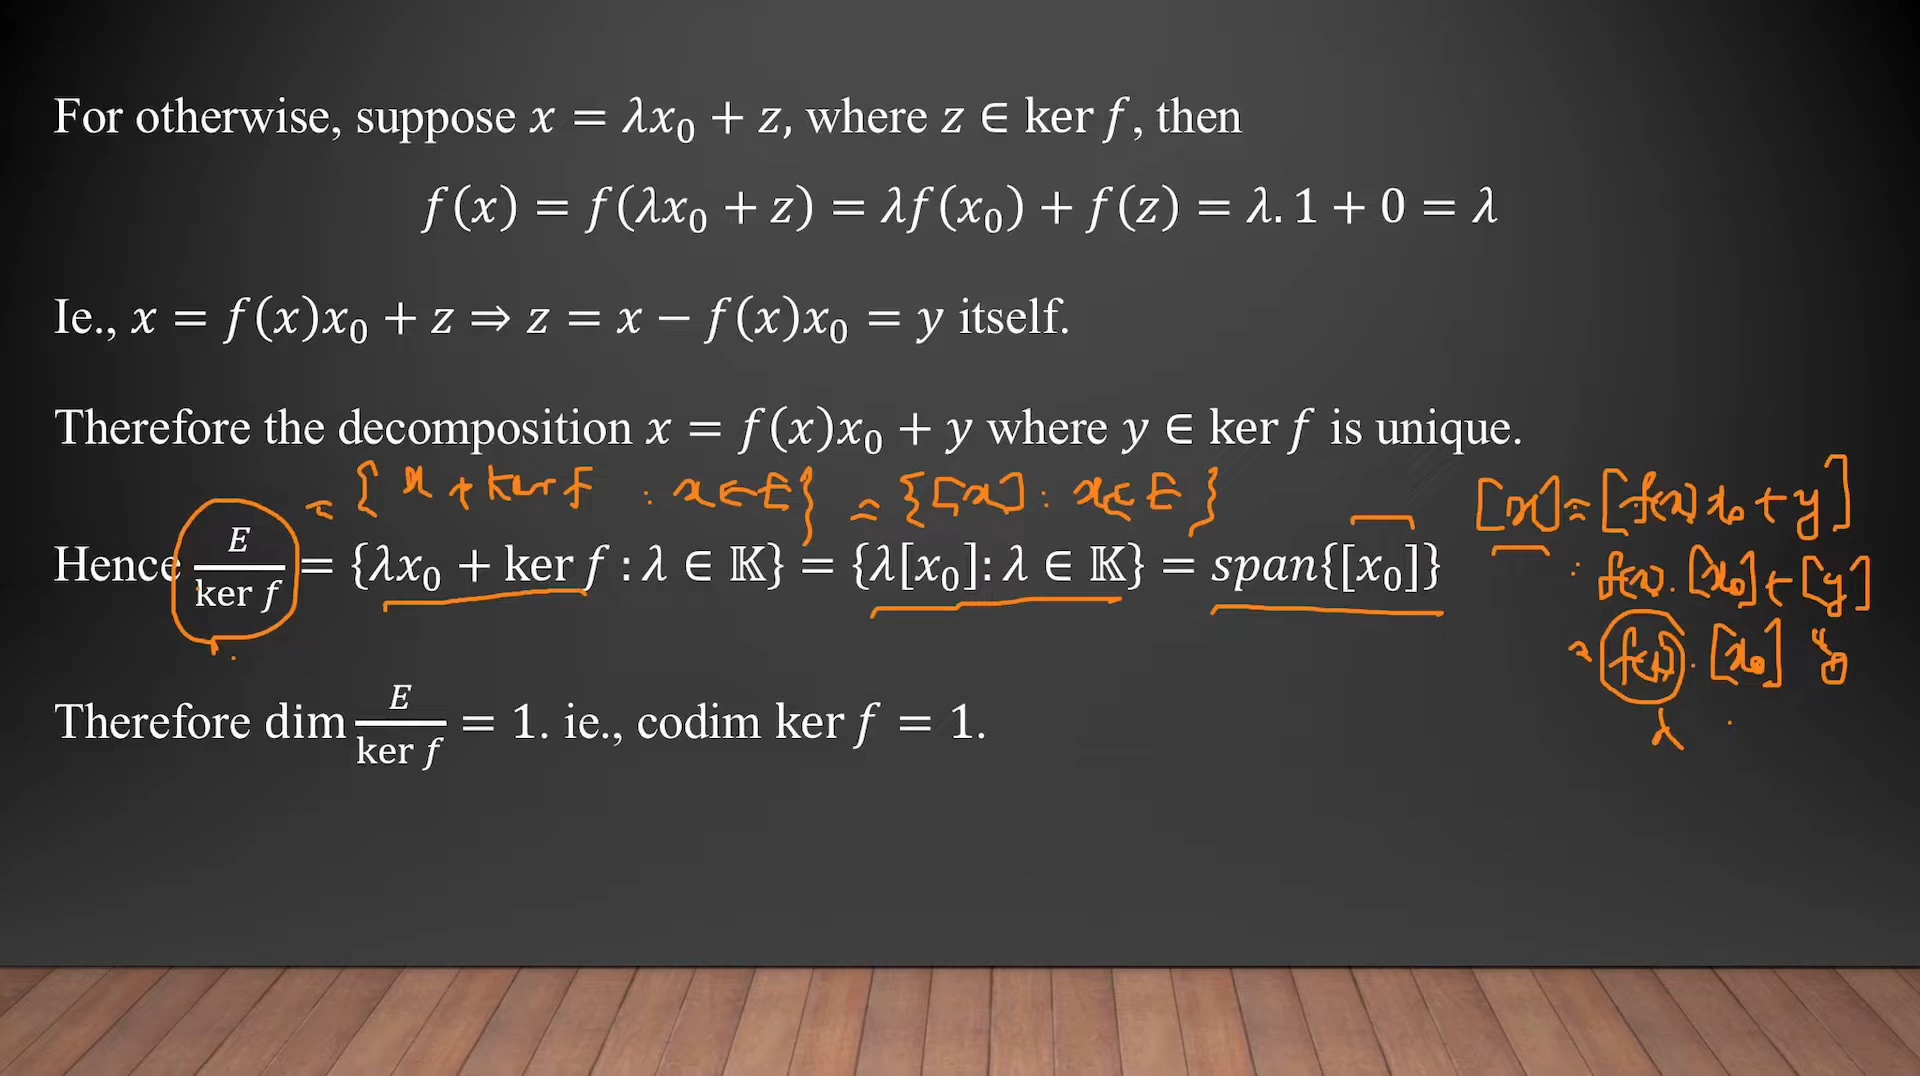 For otherwise, suppose x = λx₀ + z, where z ∈ ker f, then
f(x) = f(λx₀ + z) = λf(x₀) + f(z) = λ. 1 + 0 = λ
Ie., x = f(x)x₀ + z ⇒ z = x − f(x)x₀ = y itself.
Therefore the decomposition x = f(x)x₀ + y where y ∈ ker f is unique.
= { x + ker f : x ∈ E} = {[x] : x ∈ E }
[x] = [f(x) x₀ + y]
Hence E/ker f = {λx₀ + ker f : λ ∈ 𝕂} = {λ[x₀]: λ ∈ 𝕂} = span{[x₀]}
= f(x). [x₀] + [y]
= f(x). [x₀]
λ
Therefore dim E/ker f = 1. ie., codim ker f = 1.